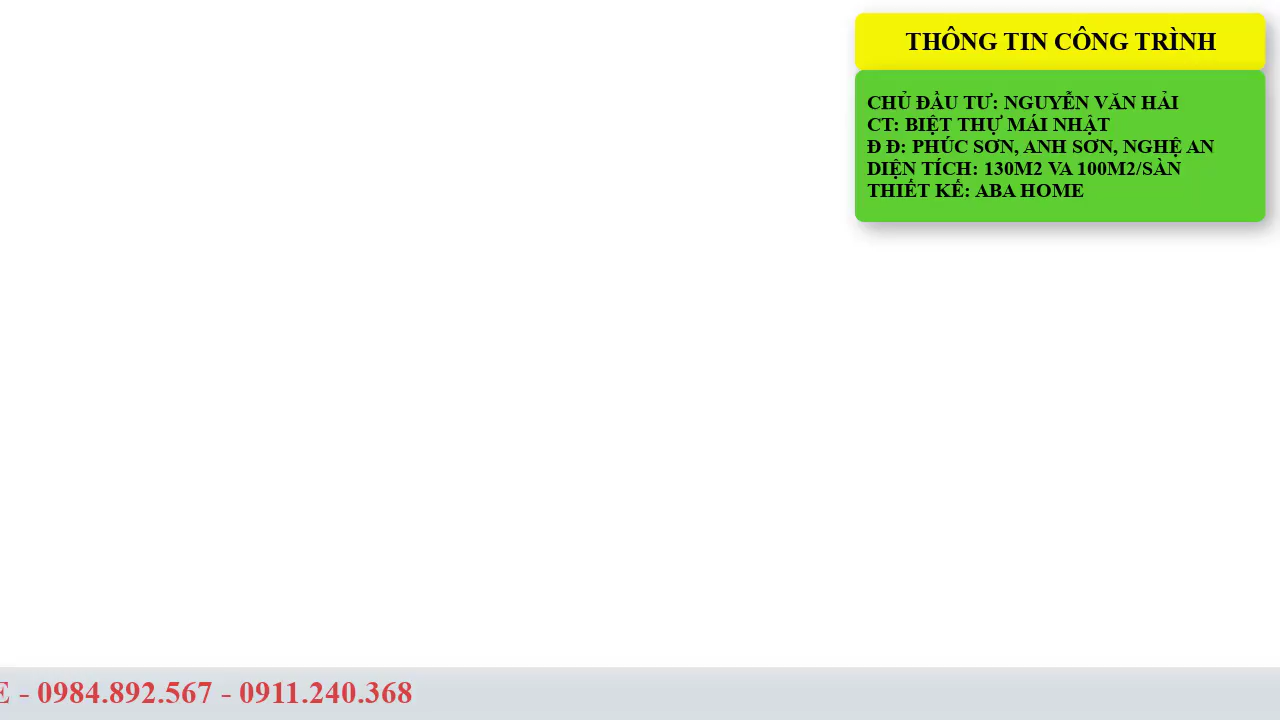 THÔNG TIN CÔNG TRÌNH
CHỦ ĐẦU TƯ: NGUYỄN VĂN HẢI
CT: BIỆT THỰ MÁI NHẬT
Đ Đ: PHÚC SƠN, ANH SƠN, NGHỆ AN
DIỆN TÍCH: 130M2 VA 100M2/SÀN
THIẾT KẾ: ABA HOME
E - 0984.892.567 - 0911.240.368